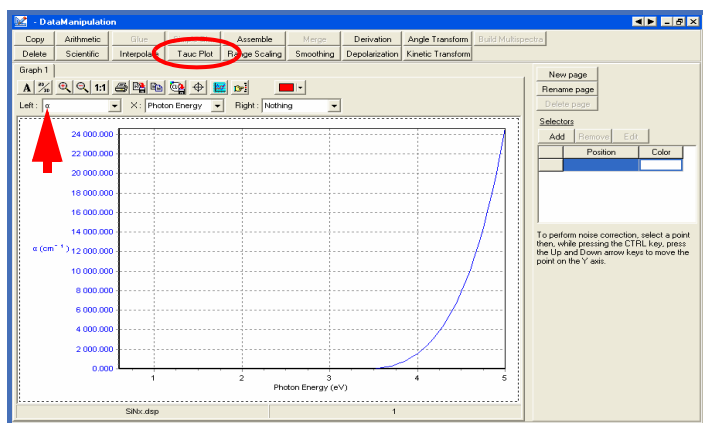 - DataManipulation
Copy Arithmetic Glue Assemble Merge Derivation Angle Transform Build Multispectra
Delete Scientific Interpolate Tauc Plot Range Scaling Smoothing Depolarization Kinetic Transform
Graph 1
A 1:1
Left : α X : Photon Energy Right : Nothing
24 000.000
22 000.000
20 000.000
18 000.000
16 000.000
14 000.000
α (cm⁻¹) 12 000.000
10 000.000
8 000.000
6 000.000
4 000.000
2 000.000
0.000
1 2 3 4 5
Photon Energy (eV)
SiNx.dsp 1
New page
Rename page
Delete page
Selectors
Add Remove Edit
Position Color
To perform noise correction, select a point
then, while pressing the CTRL key, press
the Up and Down arrow keys to move the
point on the Y axis.